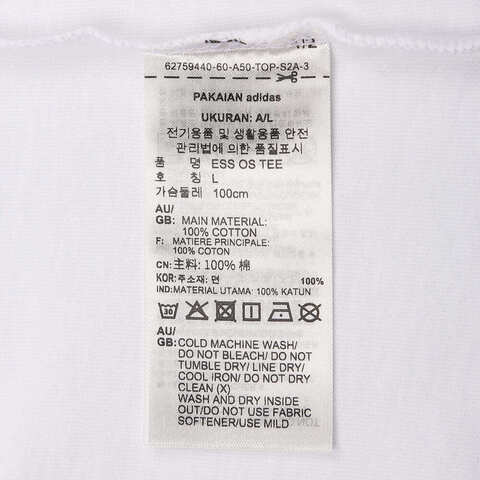 62759440-60-A50-TOP-S2A-3
PAKAIAN adidas
UKURAN: A/L
전기용품 및 생활용품 안전
관리법에 의한 품질표시
품 명 ESS OS TEE
호 칭 L
가슴둘레 100cm
AU/
GB: MAIN MATERIAL:
100% COTTON
F: MATIERE PRINCIPALE:
100% COTON
CN: 主料: 100% 棉
KOR: 주소재: 면 100%
IND: MATERIAL UTAMA: 100% KATUN
30
AU/
GB: COLD MACHINE WASH/
DO NOT BLEACH/ DO NOT
TUMBLE DRY/ LINE DRY/
COOL IRON/ DO NOT DRY
CLEAN (X)
WASH AND DRY INSIDE
OUT/DO NOT USE FABRIC
SOFTENER/USE MILD